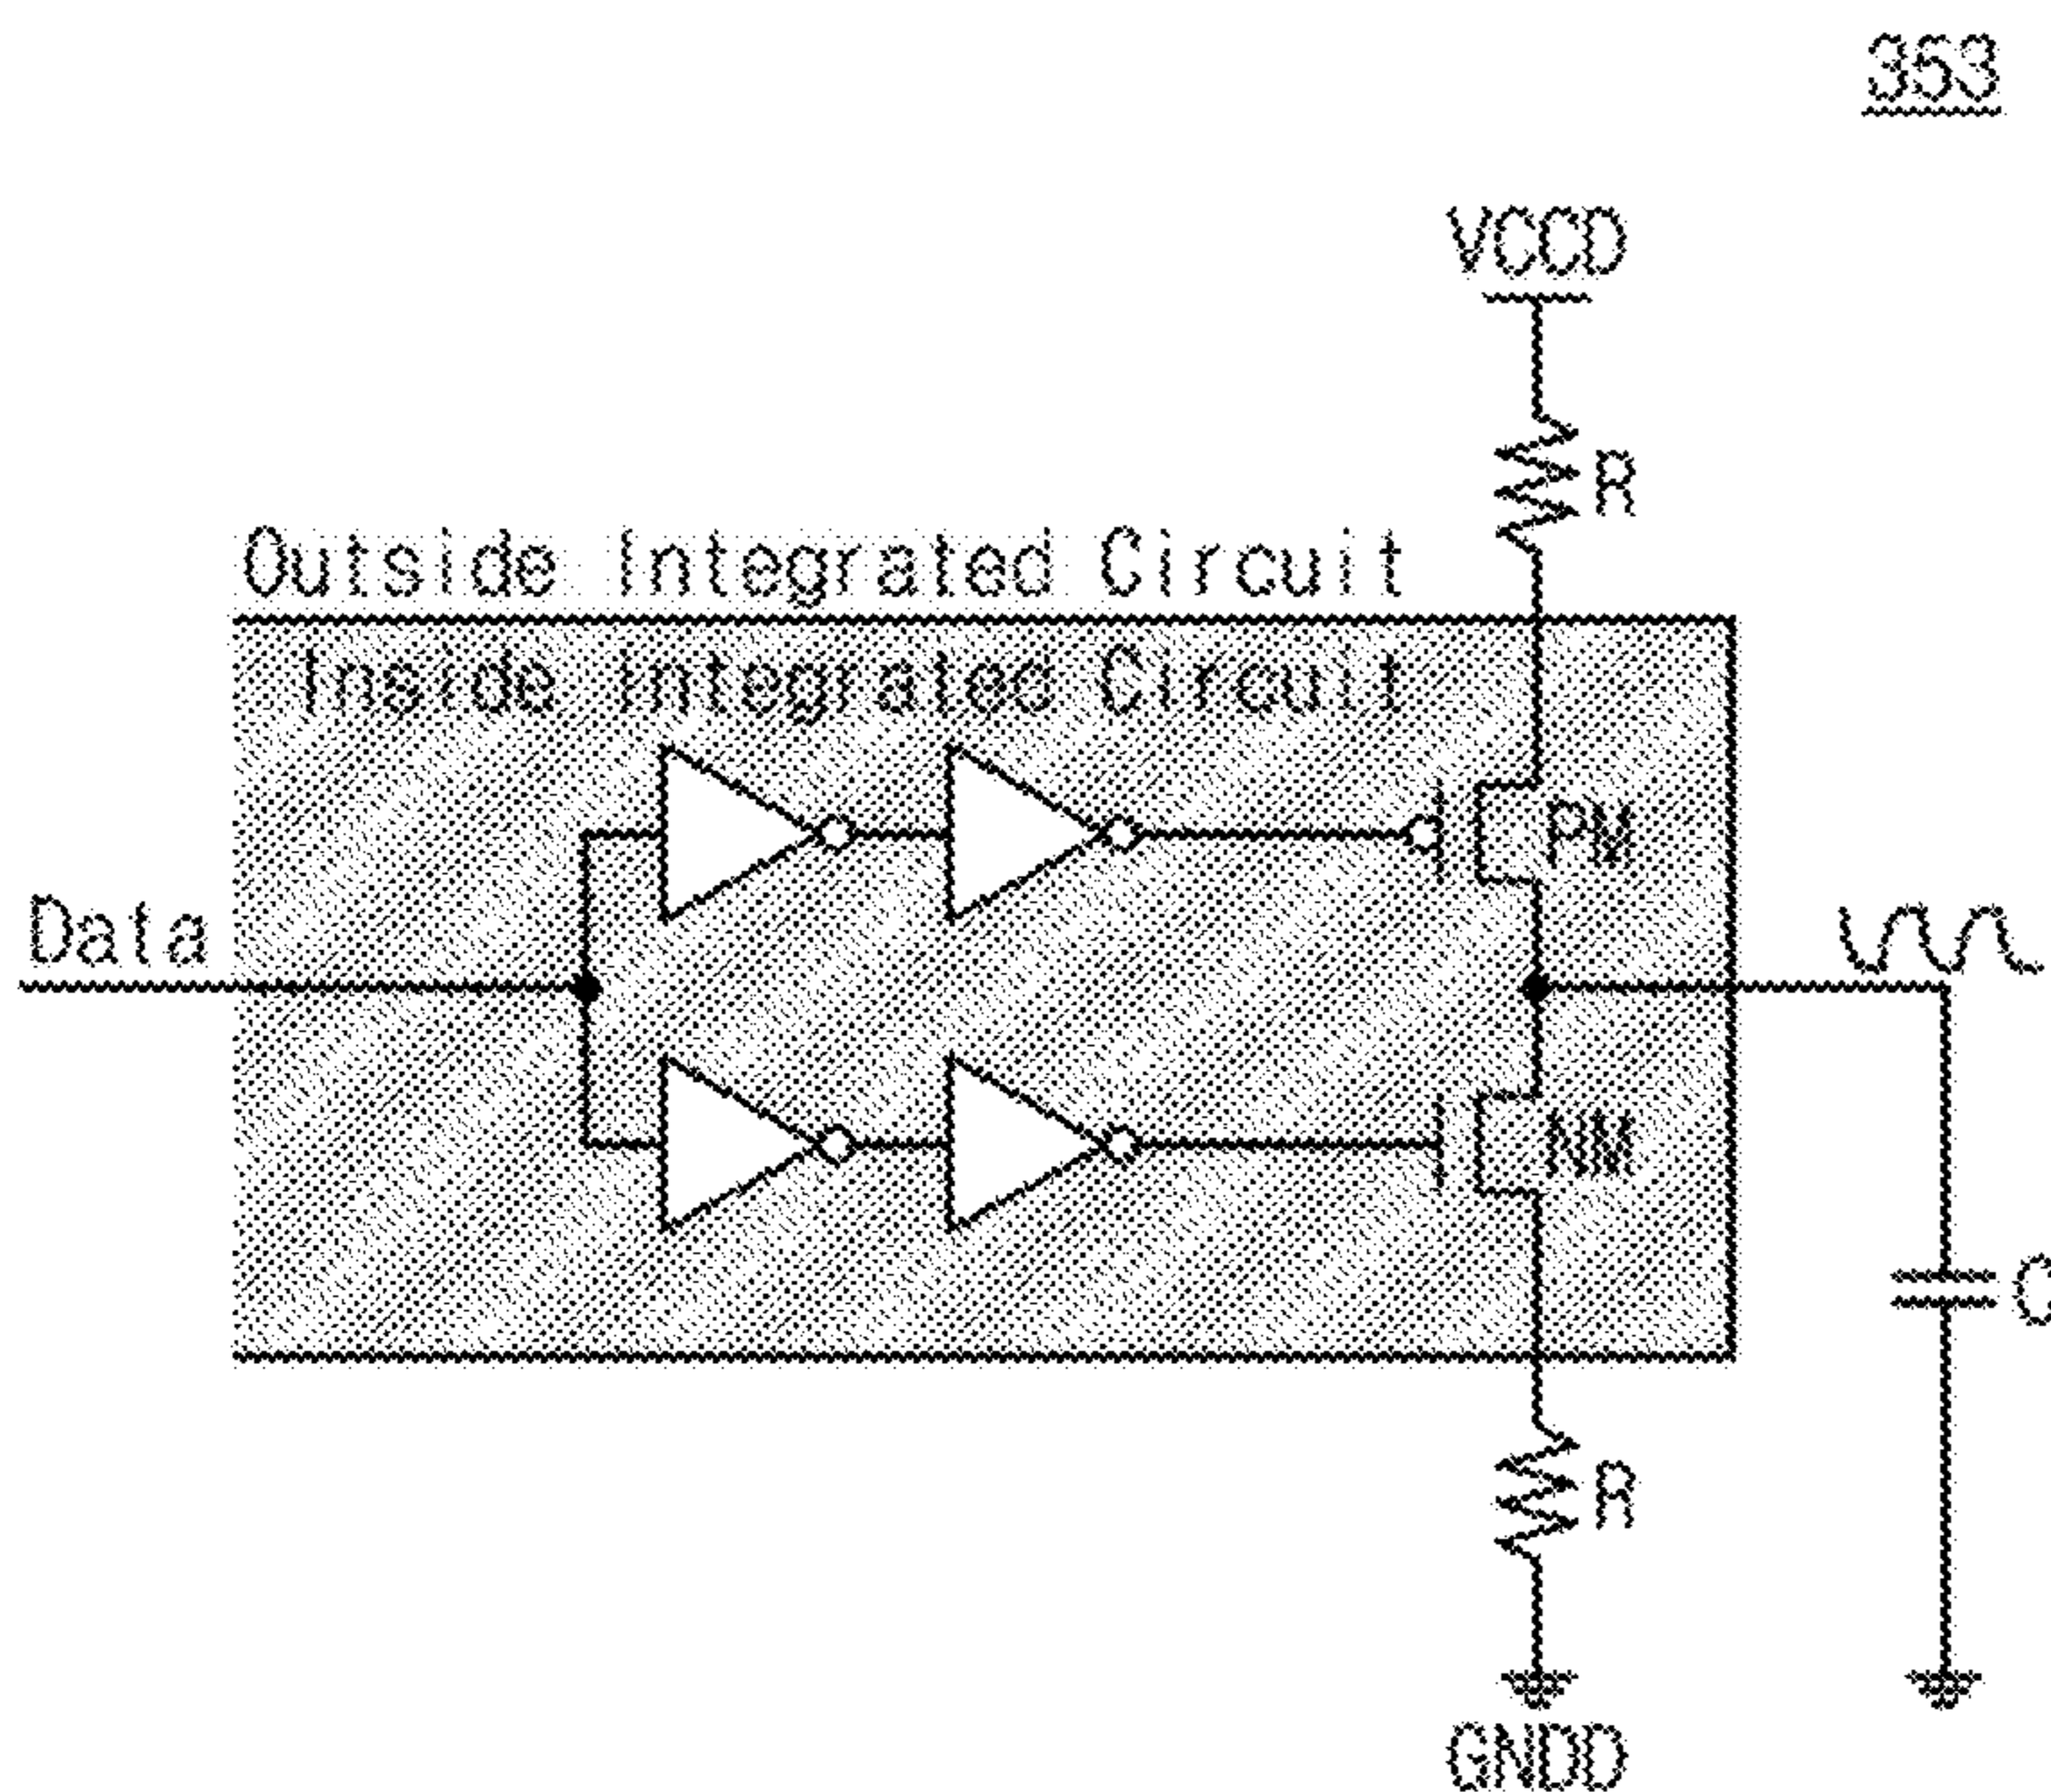 353
VCCD
R
Outside Integrated Circuit
Inside Integrated Circuit
PM
Data
NM
C
R
GNDD